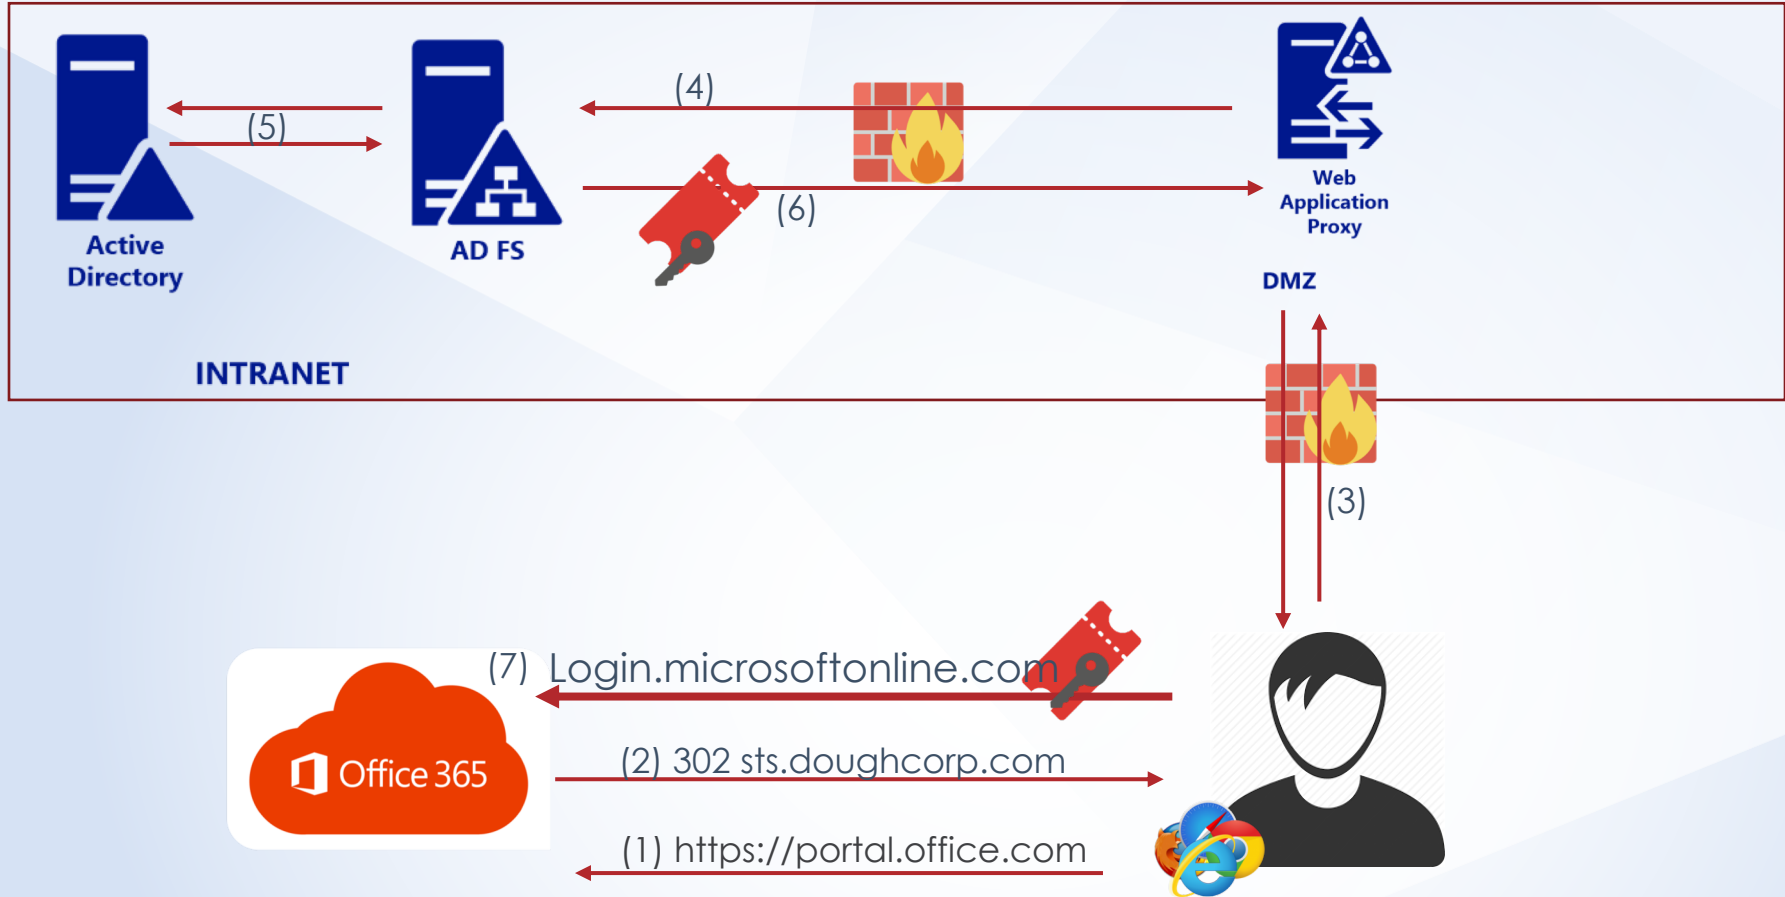 (4)
(5)
(6)
Active
Directory
AD FS
Web
Application
Proxy
DMZ
INTRANET
(3)
(7) Login.microsoftonline.com
Office 365
(2) 302 sts.doughcorp.com
(1) https://portal.office.com